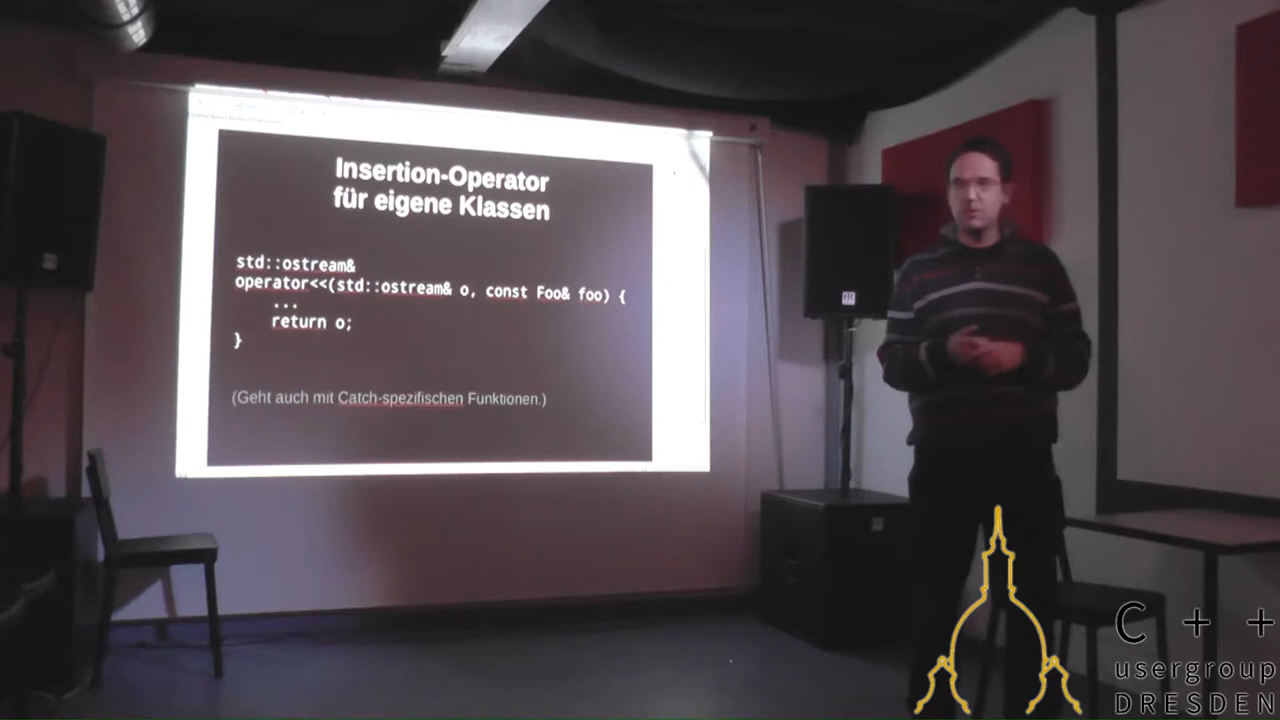 Insertion-Operator
für eigene Klassen
std::ostream&
operator<<(std::ostream& o, const Foo& foo) {
...
return o;
}
(Geht auch mit Catch-spezifischen Funktionen.)
C + +
usergroup
DRESDEN